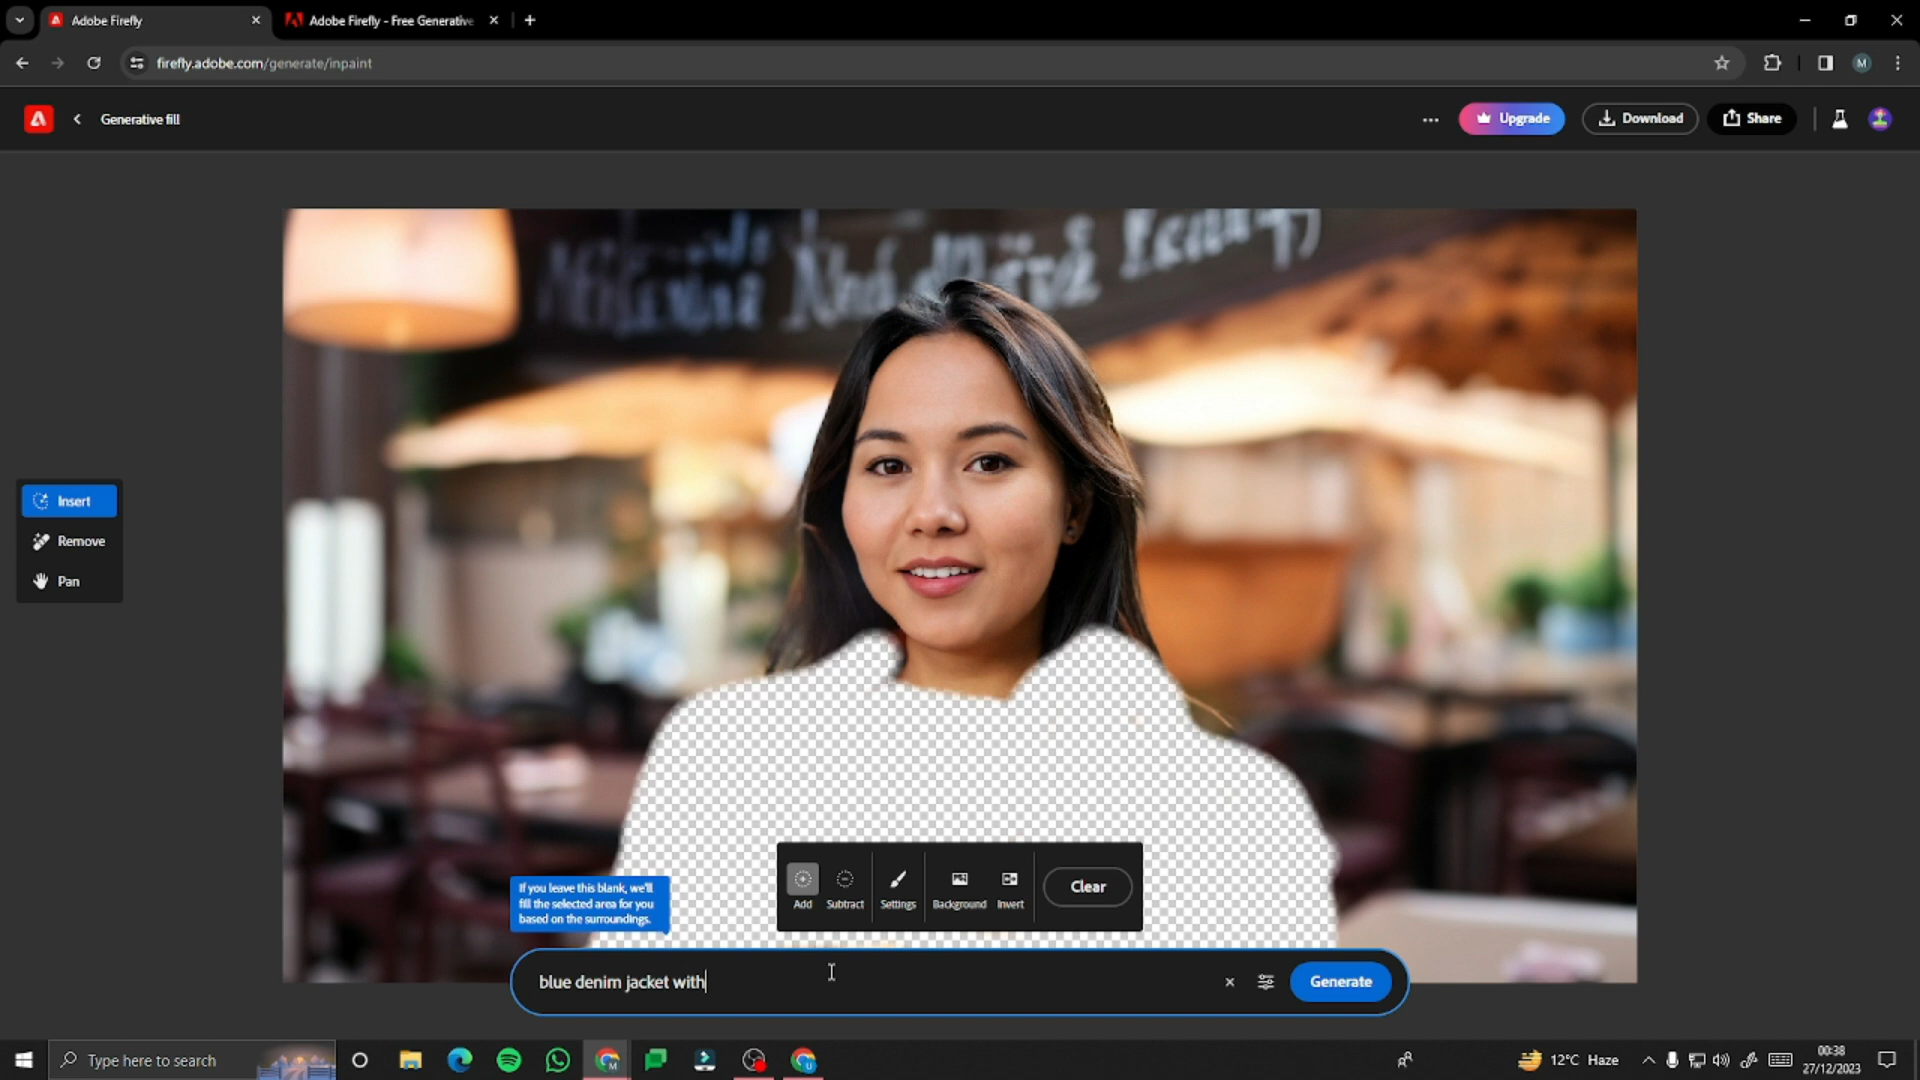 Adobe Firefly
Adobe Firefly - Free Generative
firefly.adobe.com/generate/inpaint
Generative fill
Upgrade
Download
Share
M
Insert
Remove
Pan
If you leave this blank, we'll
fill the selected area for you
based on the surroundings.
Add
Subtract
Settings
Background
Invert
Clear
blue denim jacket with
Generate
Type here to search
12°C Haze
00:38
27/12/2023